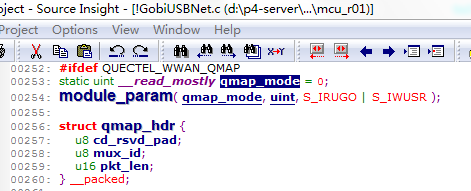 oject - Source Insight - [!GobiUSBNet.c (d:\p4-server\...\mcu_r01)]
Project Options View Window Help
00252: #ifdef QUECTEL_WWAN_QMAP
00253: static uint __read_mostly qmap_mode = 0;
00254: module_param( qmap_mode, uint, S_IRUGO | S_IWUSR );
00255:
00256: struct qmap_hdr {
00257: u8 cd_rsvd_pad;
00258: u8 mux_id;
00259: u16 pkt_len;
00260: } __packed;